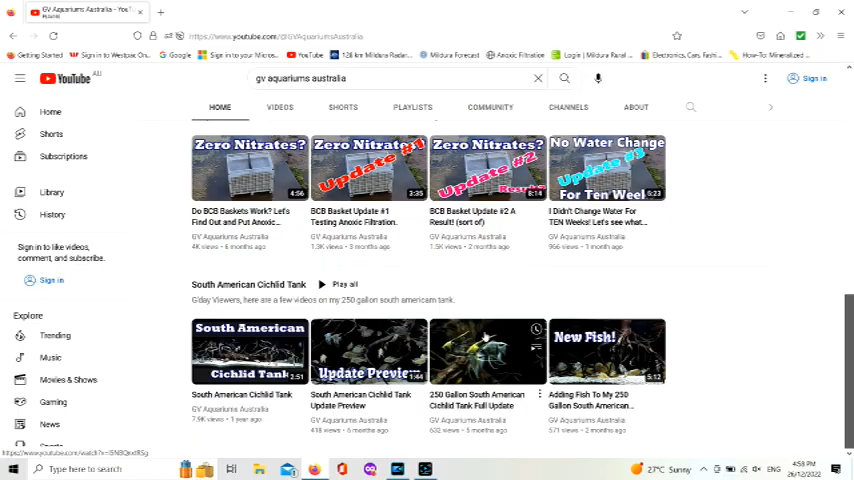 GV Aquariums Australia - YouTu
https://www.youtube.com/@GVAquariumsAustralia
Getting Started
Sign in to Westpac On...
Google
Sign in to your Micros...
YouTube
128 km Mildura Radar...
Mildura Forecast
Anoxic Filtration
Login | Mildura Rural ...
Electronics, Cars, Fashi...
How-To: Mineralized ...
YouTube AU
gv aquariums australia
Sign in
HOME
VIDEOS
SHORTS
PLAYLISTS
COMMUNITY
CHANNELS
ABOUT
Home
Shorts
Subscriptions
Library
History
Sign in to like videos,
comment, and subscribe.
Sign in
Explore
Trending
Music
Movies & Shows
Gaming
News
Zero Nitrates?
4:56
Do BCB Baskets Work? Let's
Find Out and Put Anoxic...
GV Aquariums Australia
4K views • 6 months ago
Zero Nitrates?
Update #1
3:35
BCB Basket Update #1
Testing Anoxic Filtration.
GV Aquariums Australia
1.3K views • 3 months ago
Zero Nitrates?
Update #2
Results
8:14
BCB Basket Update #2 A
Result! (sort of)
GV Aquariums Australia
1.5K views • 2 months ago
No Water Change
Update #3
For Ten Week
5:23
I Didn't Change Water For
TEN Weeks! Let's see what...
GV Aquariums Australia
966 views • 1 month ago
South American Cichlid Tank
Play all
G'day Viewers, here are a few videos on my 250 gallon south americam tank.
South American
Cichlid Tank
2:51
South American Cichlid Tank
GV Aquariums Australia
7.9K views • 1 year ago
Update Preview
1:44
South American Cichlid Tank
Update Preview
GV Aquariums Australia
418 views • 6 months ago
250 Gallon South American
Cichlid Tank Full Update
GV Aquariums Australia
632 views • 5 months ago
New Fish!
5:12
Adding Fish To My 250
Gallon South American...
GV Aquariums Australia
571 views • 2 months ago
Type here to search
27°C Sunny
ENG
4:58 PM
26/12/2022